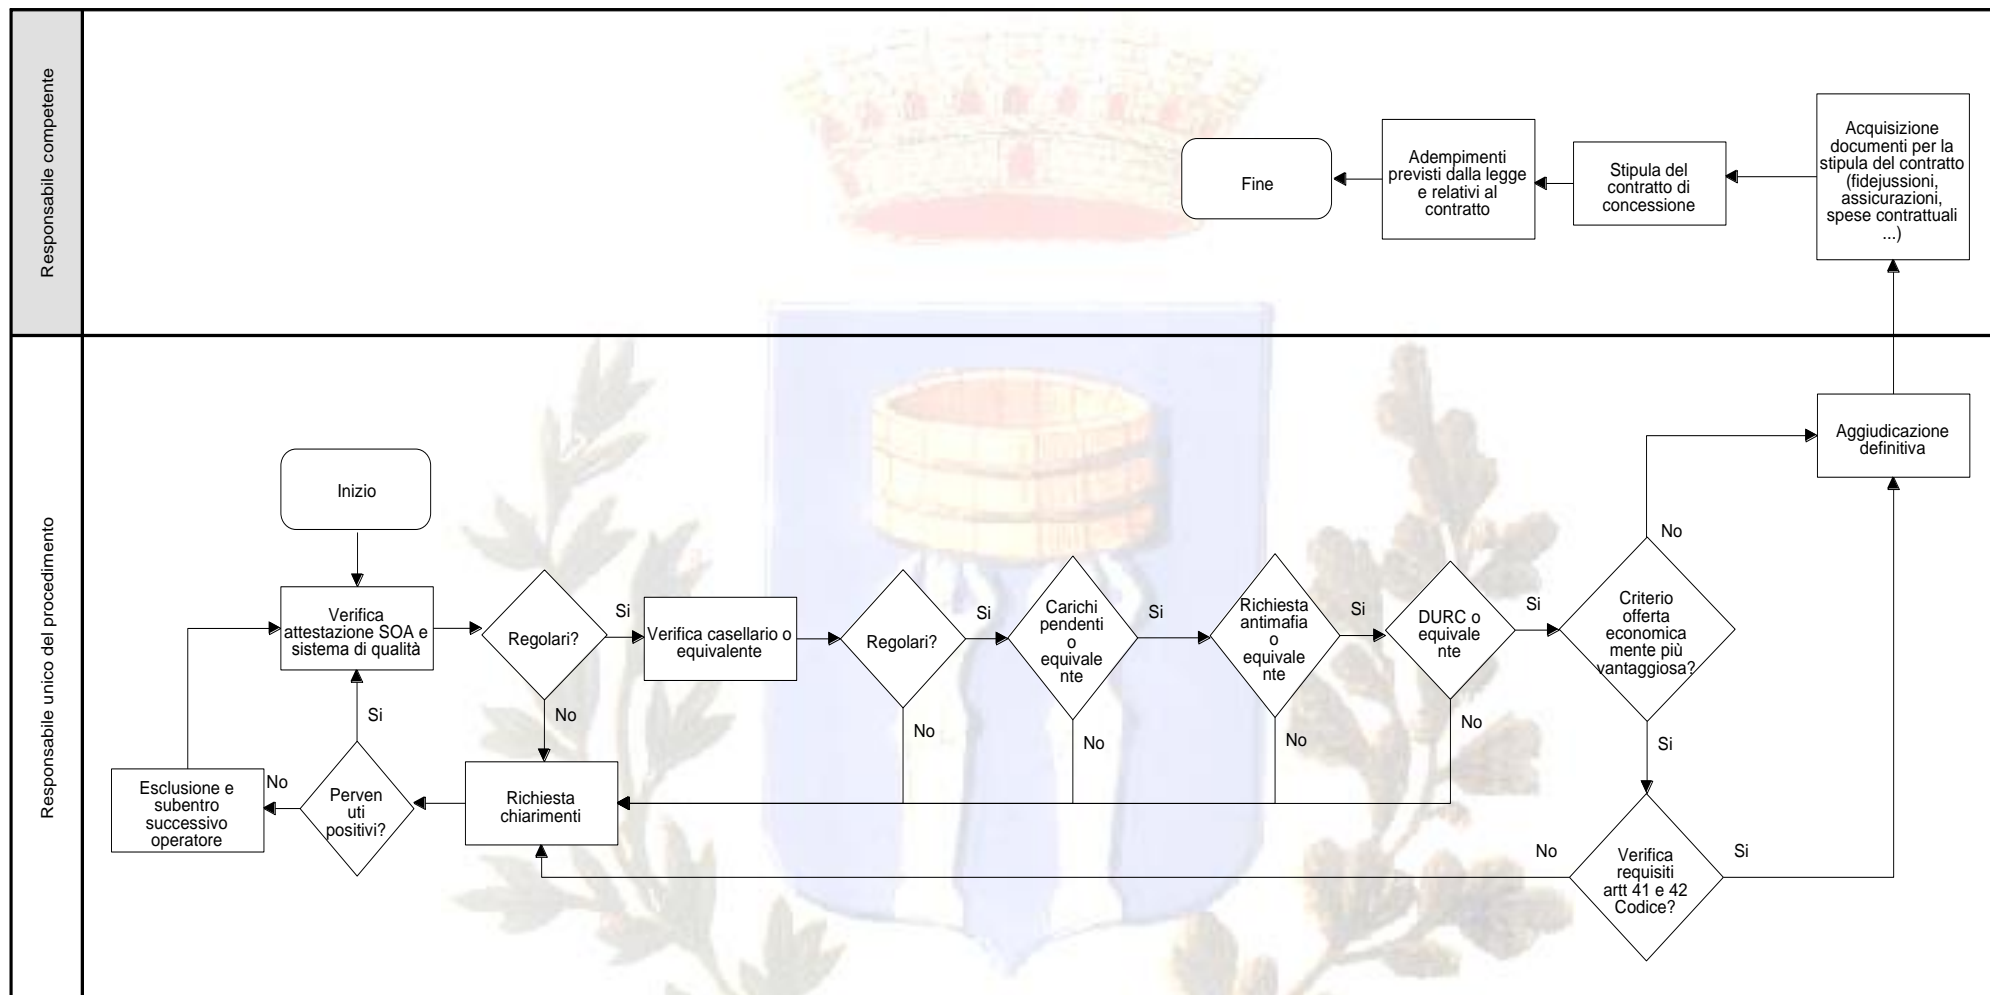 Responsabile competente
Fine
Adempimenti
previsti dalla legge
e relativi al
contratto
Stipula del
contratto di
concessione
Acquisizione
documenti per la
stipula del contratto
(fidejussioni,
assicurazioni,
spese contrattuali
...)
Responsabile unico del procedimento
Inizio
Verifica
attestazione SOA e
sistema di qualità
Regolari?
Si
No
Verifica casellario o
equivalente
Regolari?
Si
No
Carichi
pendenti
o
equivale
nte
Si
No
Richiesta
antimafia
o
equivale
nte
Si
No
DURC o
equivale
nte
Si
No
Criterio
offerta
economica
mente più
vantaggiosa?
No
Si
Aggiudicazione
definitiva
Esclusione e
subentro
successivo
operatore
No
Perven
uti
positivi?
Si
Richiesta
chiarimenti
No
Verifica
requisiti
artt 41 e 42
Codice?
Si